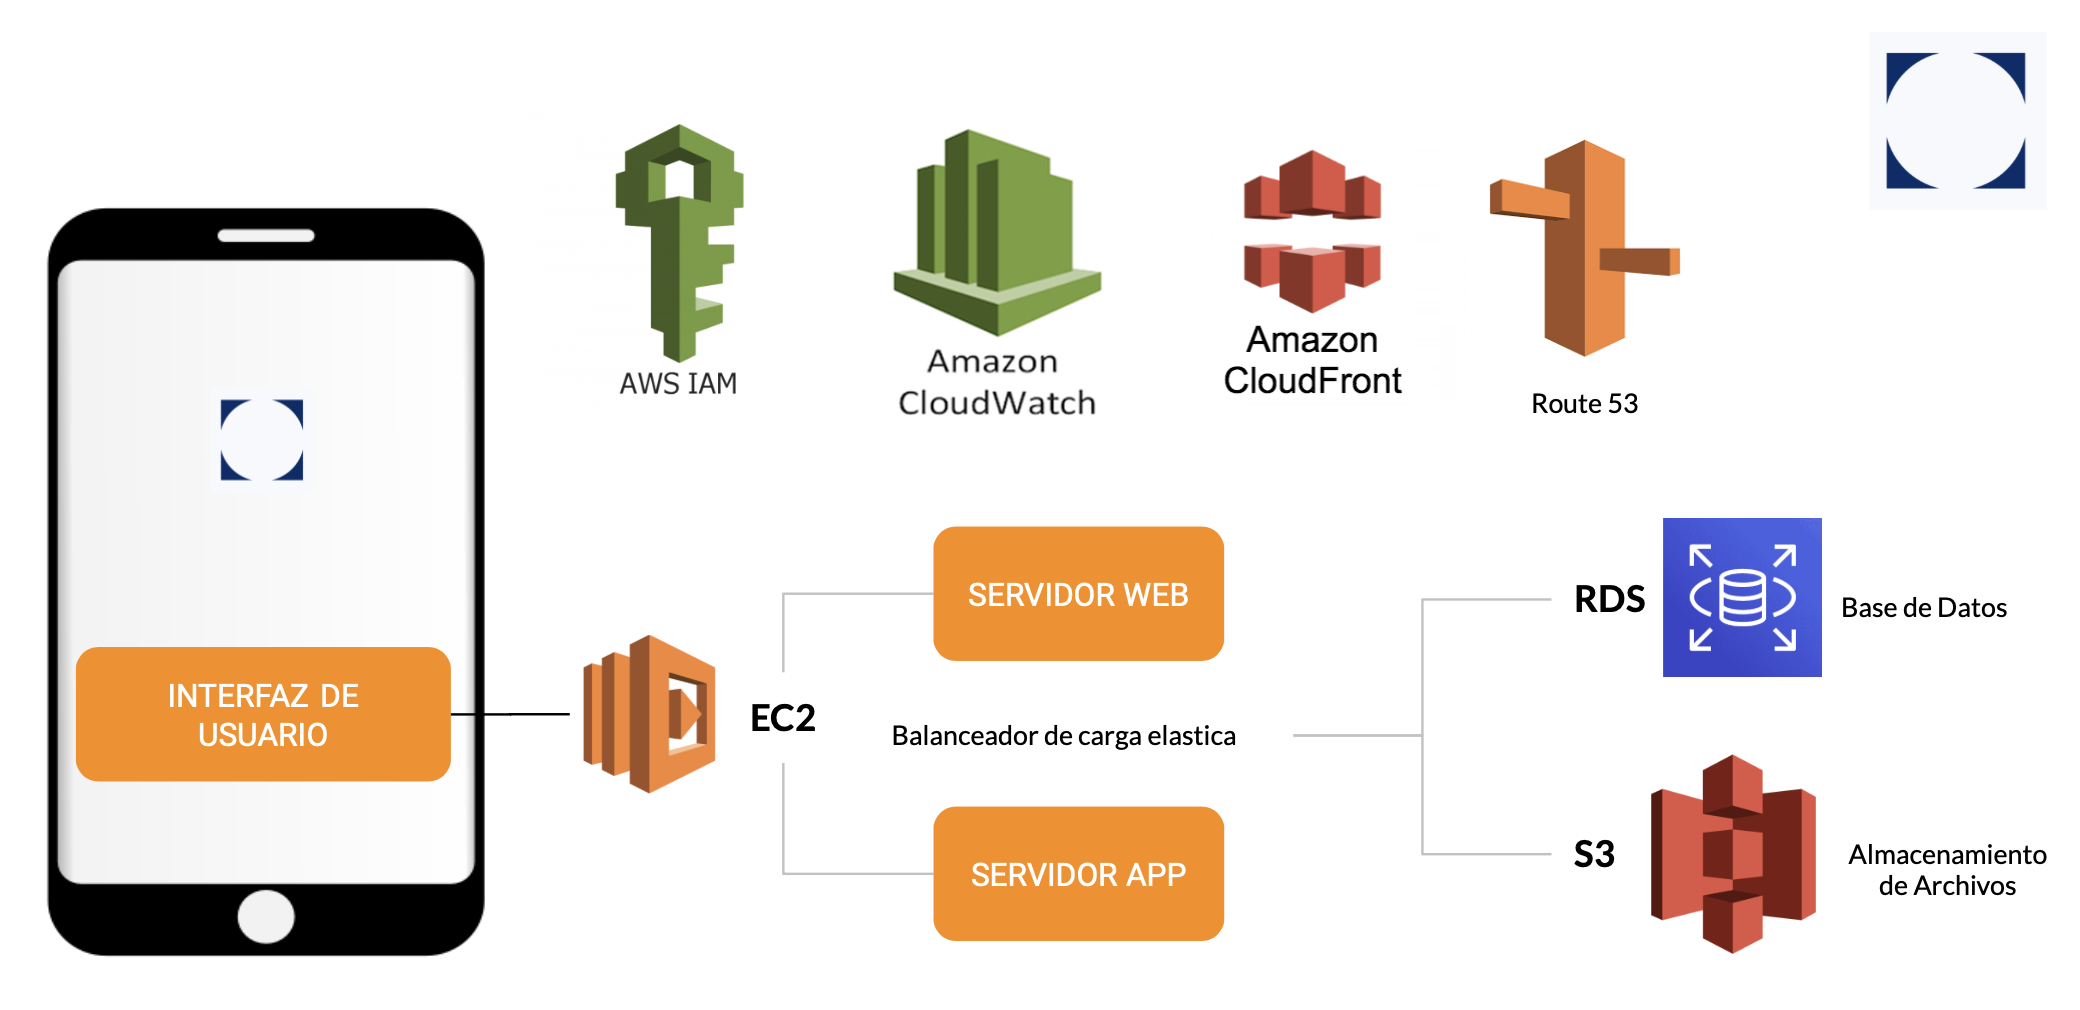 AWS IAM
Amazon
CloudWatch
Amazon
CloudFront
Route 53
INTERFAZ DE
USUARIO
EC2
SERVIDOR WEB
Balanceador de carga elastica
SERVIDOR APP
RDS
Base de Datos
S3
Almacenamiento
de Archivos